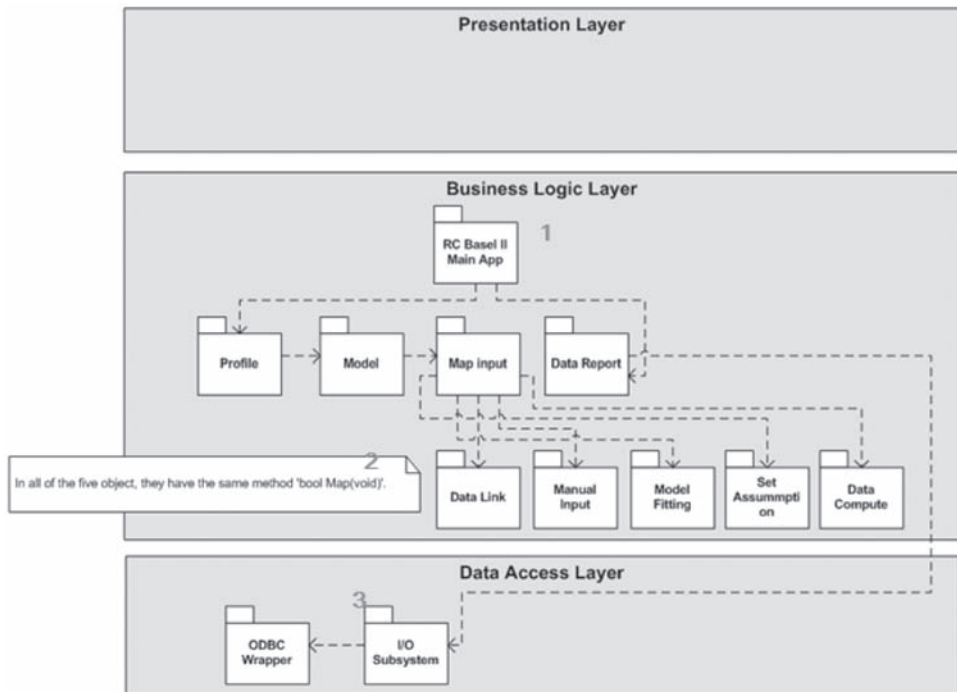 Presentation Layer
Business Logic Layer
RC Basel II
Main App
1
Profile
Model
Map input
Data Report
2
In all of the five object, they have the same method 'bool Map(void)'.
Data Link
Manual
Input
Model
Fitting
Set
Assummpti
on
Data
Compute
Data Access Layer
3
ODBC
Wrapper
I/O
Subsystem